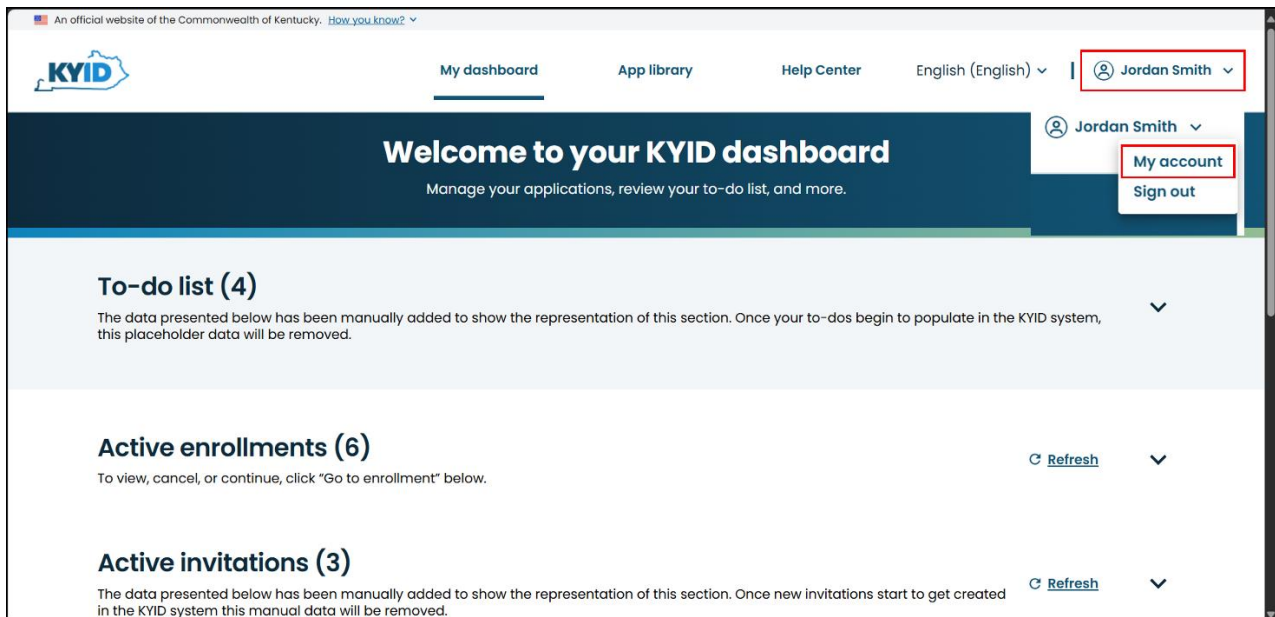 An official website of the Commonwealth of Kentucky. How you know?
KYID
My dashboard
App library
Help Center
English (English)
Jordan Smith
Jordan Smith
My account
Sign out
Welcome to your KYID dashboard
Manage your applications, review your to-do list, and more.
To-do list (4)
The data presented below has been manually added to show the representation of this section. Once your to-dos begin to populate in the KYID system,
this placeholder data will be removed.
Active enrollments (6)
To view, cancel, or continue, click “Go to enrollment” below.
Refresh
Active invitations (3)
The data presented below has been manually added to show the representation of this section. Once new invitations start to get created
in the KYID system this manual data will be removed.
Refresh